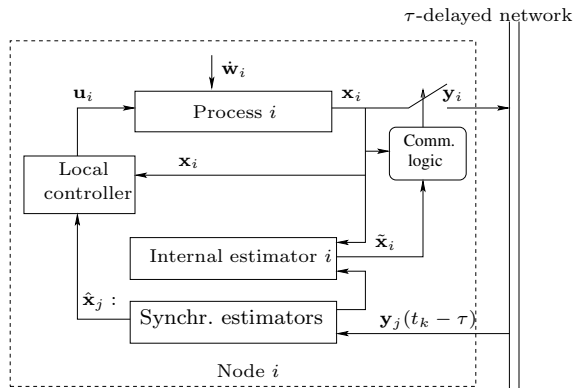 τ-delayed network
ẇ_i
u_i
x_i
y_i
Process i
Comm.
logic
Local
controller
x_i
x̃_i
Internal estimator i
x̂_j :
Synchr. estimators
y_j(t_k − τ)
Node i